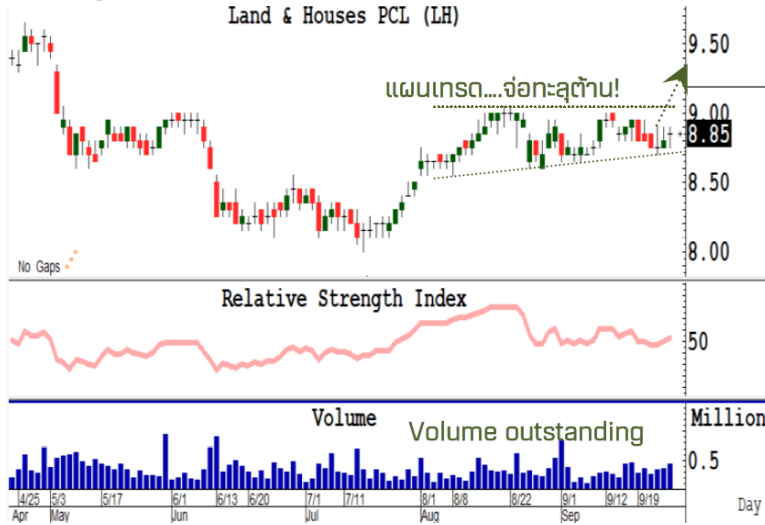 Land & Houses PCL (LH)
9.50
แผนเทรด....จ่อทะลุต้าน!
9.00
8.85
8.50
8.00
No Gaps
Relative Strength Index
50
Volume
Million
Volume outstanding
0.5
4/25 5/3 5/17 6/1 6/13 6/20 7/1 7/11 8/1 8/8 8/22 9/1 9/12 9/19
Day
Apr May Jun Jul Aug Sep